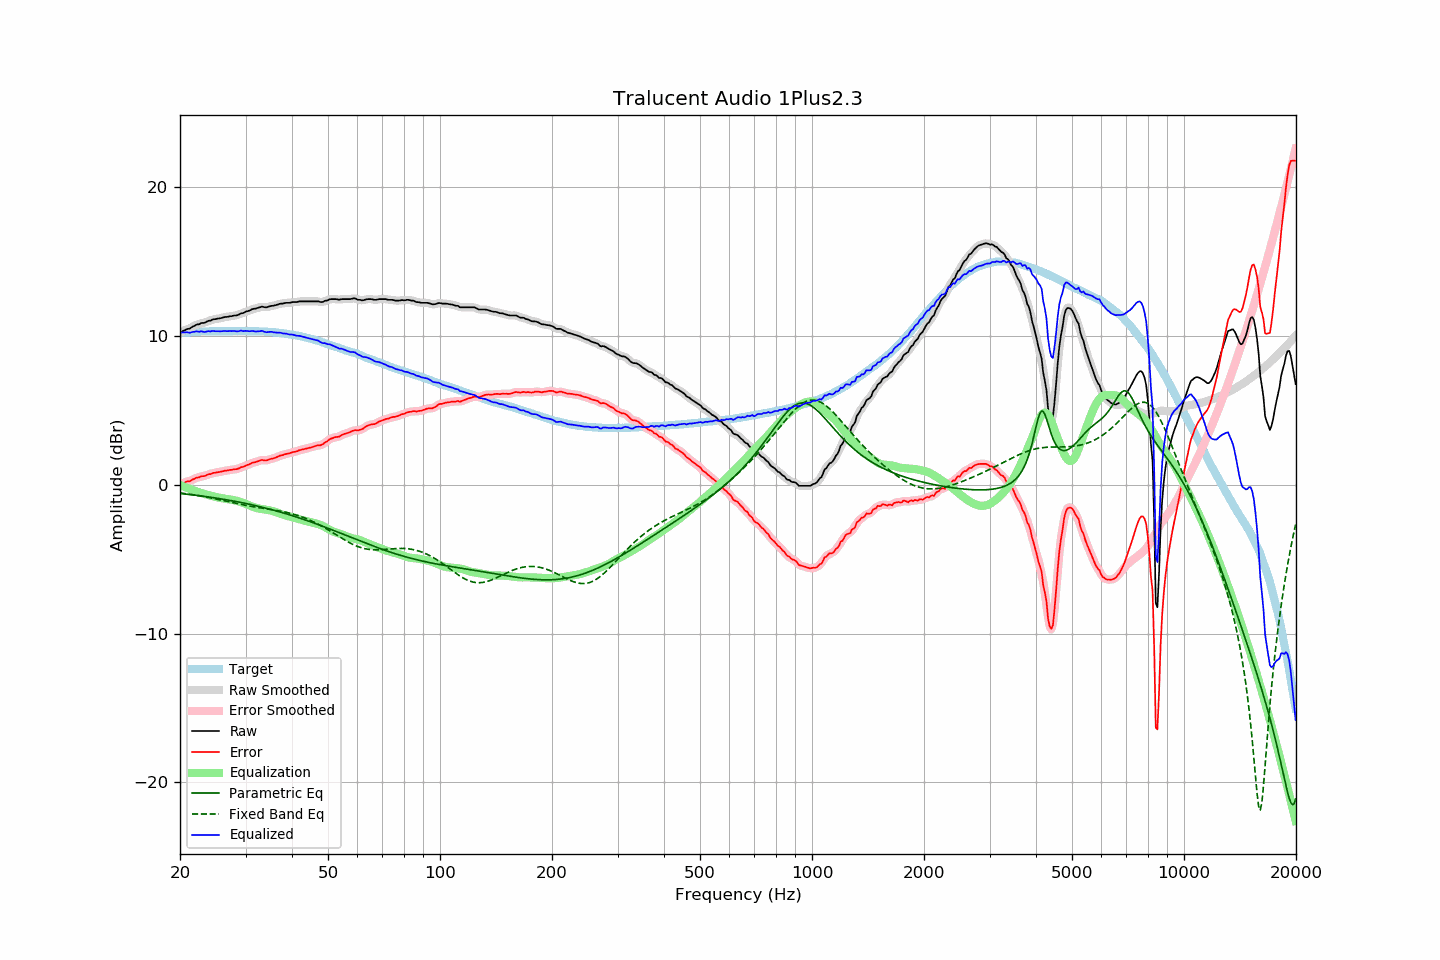 Tralucent Audio 1Plus2.3
Amplitude (dBr)
20
10
0
−10
−20
Target
Raw Smoothed
Error Smoothed
Raw
Error
Equalization
Parametric Eq
Fixed Band Eq
Equalized
20 50 100 200 500 1000 2000 5000 10000 20000
Frequency (Hz)